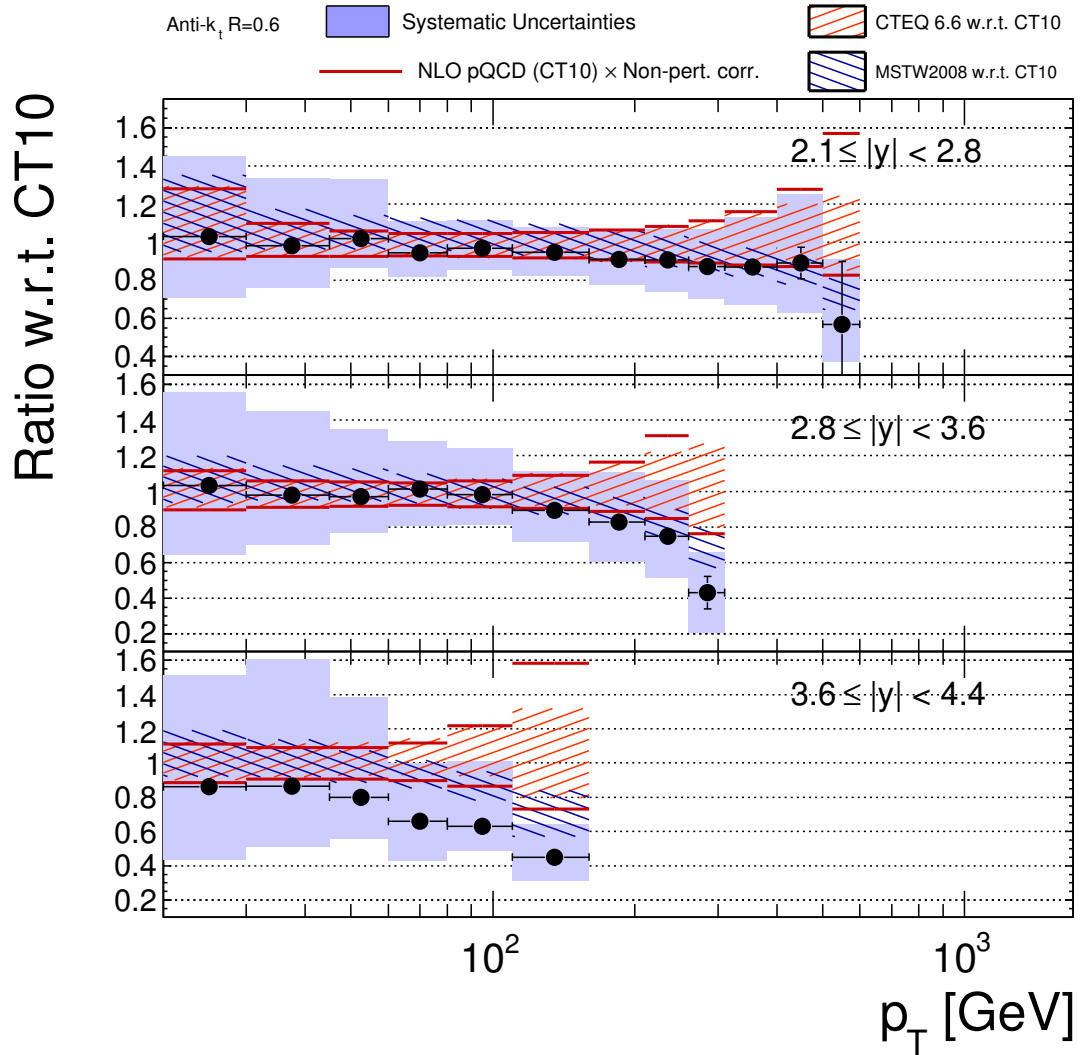 Anti-k_t R=0.6
Systematic Uncertainties
NLO pQCD (CT10) × Non-pert. corr.
CTEQ 6.6 w.r.t. CT10
MSTW2008 w.r.t. CT10
Ratio w.r.t. CT10
2.1 ≤ |y| < 2.8
1.6
1.4
1.2
1
0.8
0.6
0.4
2.8 ≤ |y| < 3.6
1.6
1.4
1.2
1
0.8
0.6
0.4
0.2
3.6 ≤ |y| < 4.4
1.6
1.4
1.2
1
0.8
0.6
0.4
0.2
10² 10³
p_T [GeV]